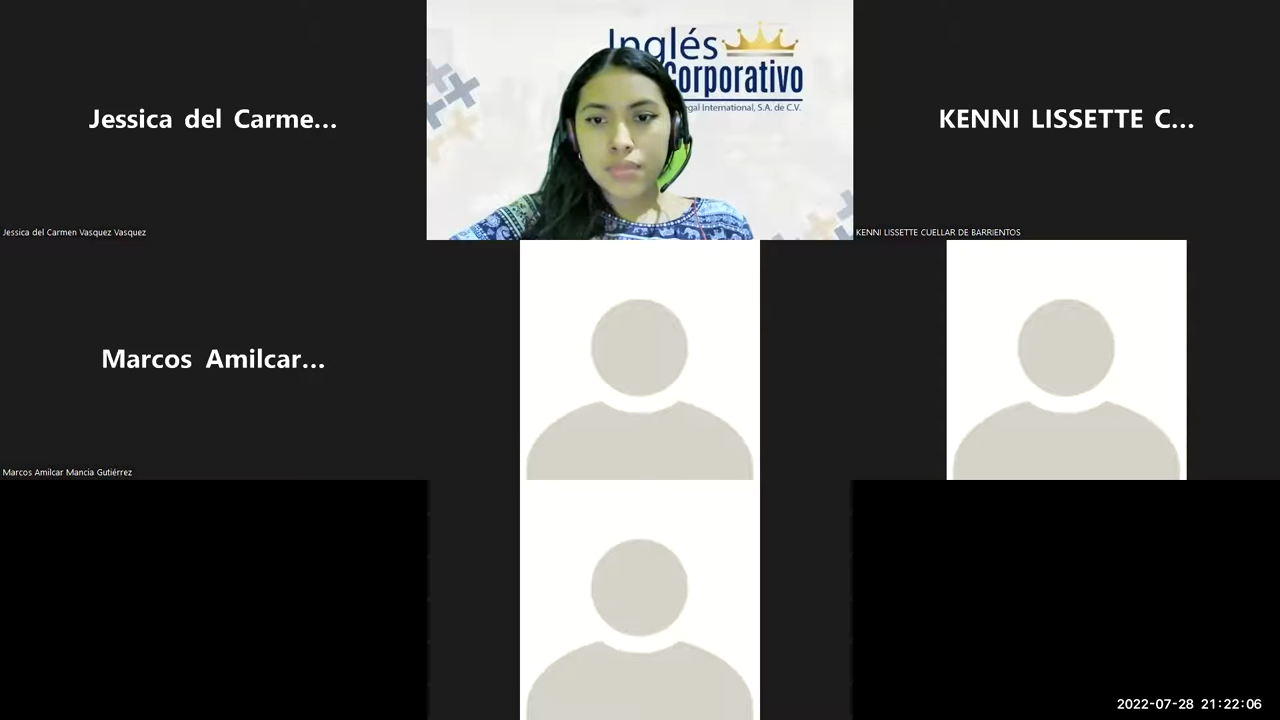 Jessica del Carme...
Jessica del Carmen Vasquez Vasquez
Inglés
Corporativo
egal International, S.A. de C.V.
KENNI LISSETTE C...
KENNI LISSETTE CUELLAR DE BARRIENTOS
Marcos Amilcar...
Marcos Amilcar Mancia Gutiérrez
2022-07-28 21:22:06